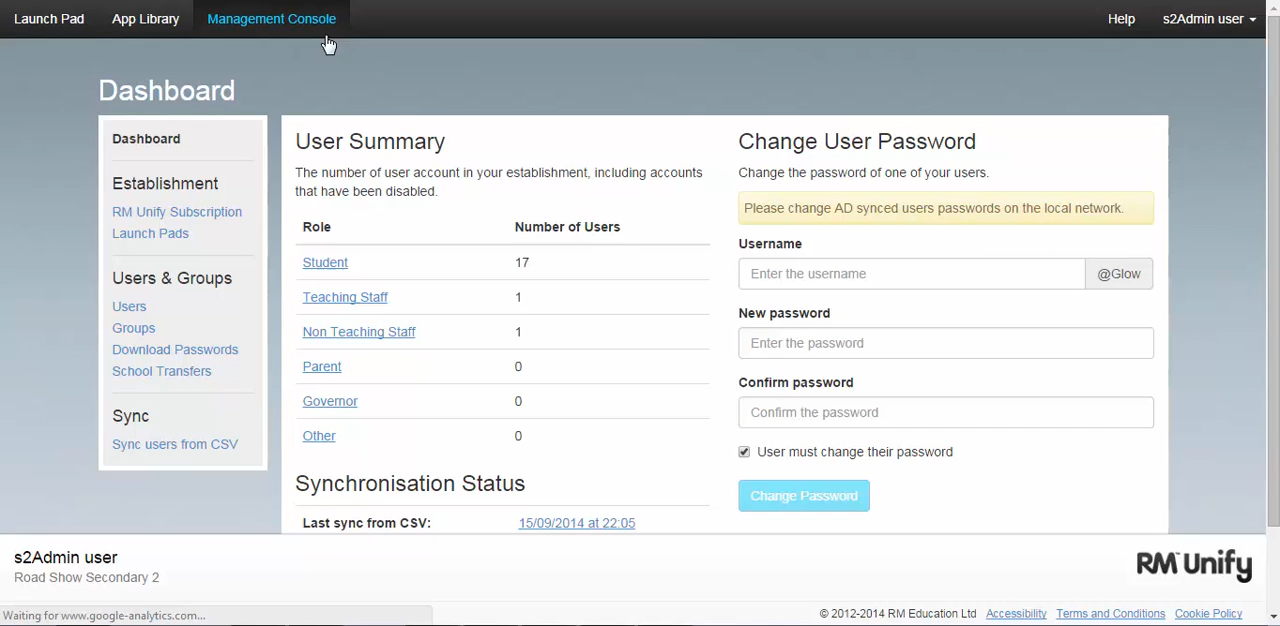 Launch Pad App Library Management Console Help s2Admin user
Dashboard
Dashboard
Establishment
RM Unify Subscription
Launch Pads
Users & Groups
Users
Groups
Download Passwords
School Transfers
Sync
Sync users from CSV
User Summary
The number of user account in your establishment, including accounts
that have been disabled.
Role Number of Users
Student 17
Teaching Staff 1
Non Teaching Staff 1
Parent 0
Governor 0
Other 0
Synchronisation Status
Last sync from CSV: 15/09/2014 at 22:05
Change User Password
Change the password of one of your users.
Please change AD synced users passwords on the local network.
Username
Enter the username @Glow
New password
Enter the password
Confirm password
Confirm the password
User must change their password
Change Password
s2Admin user
Road Show Secondary 2
RM Unify
Waiting for www.google-analytics.com...
© 2012-2014 RM Education Ltd Accessibility Terms and Conditions Cookie Policy